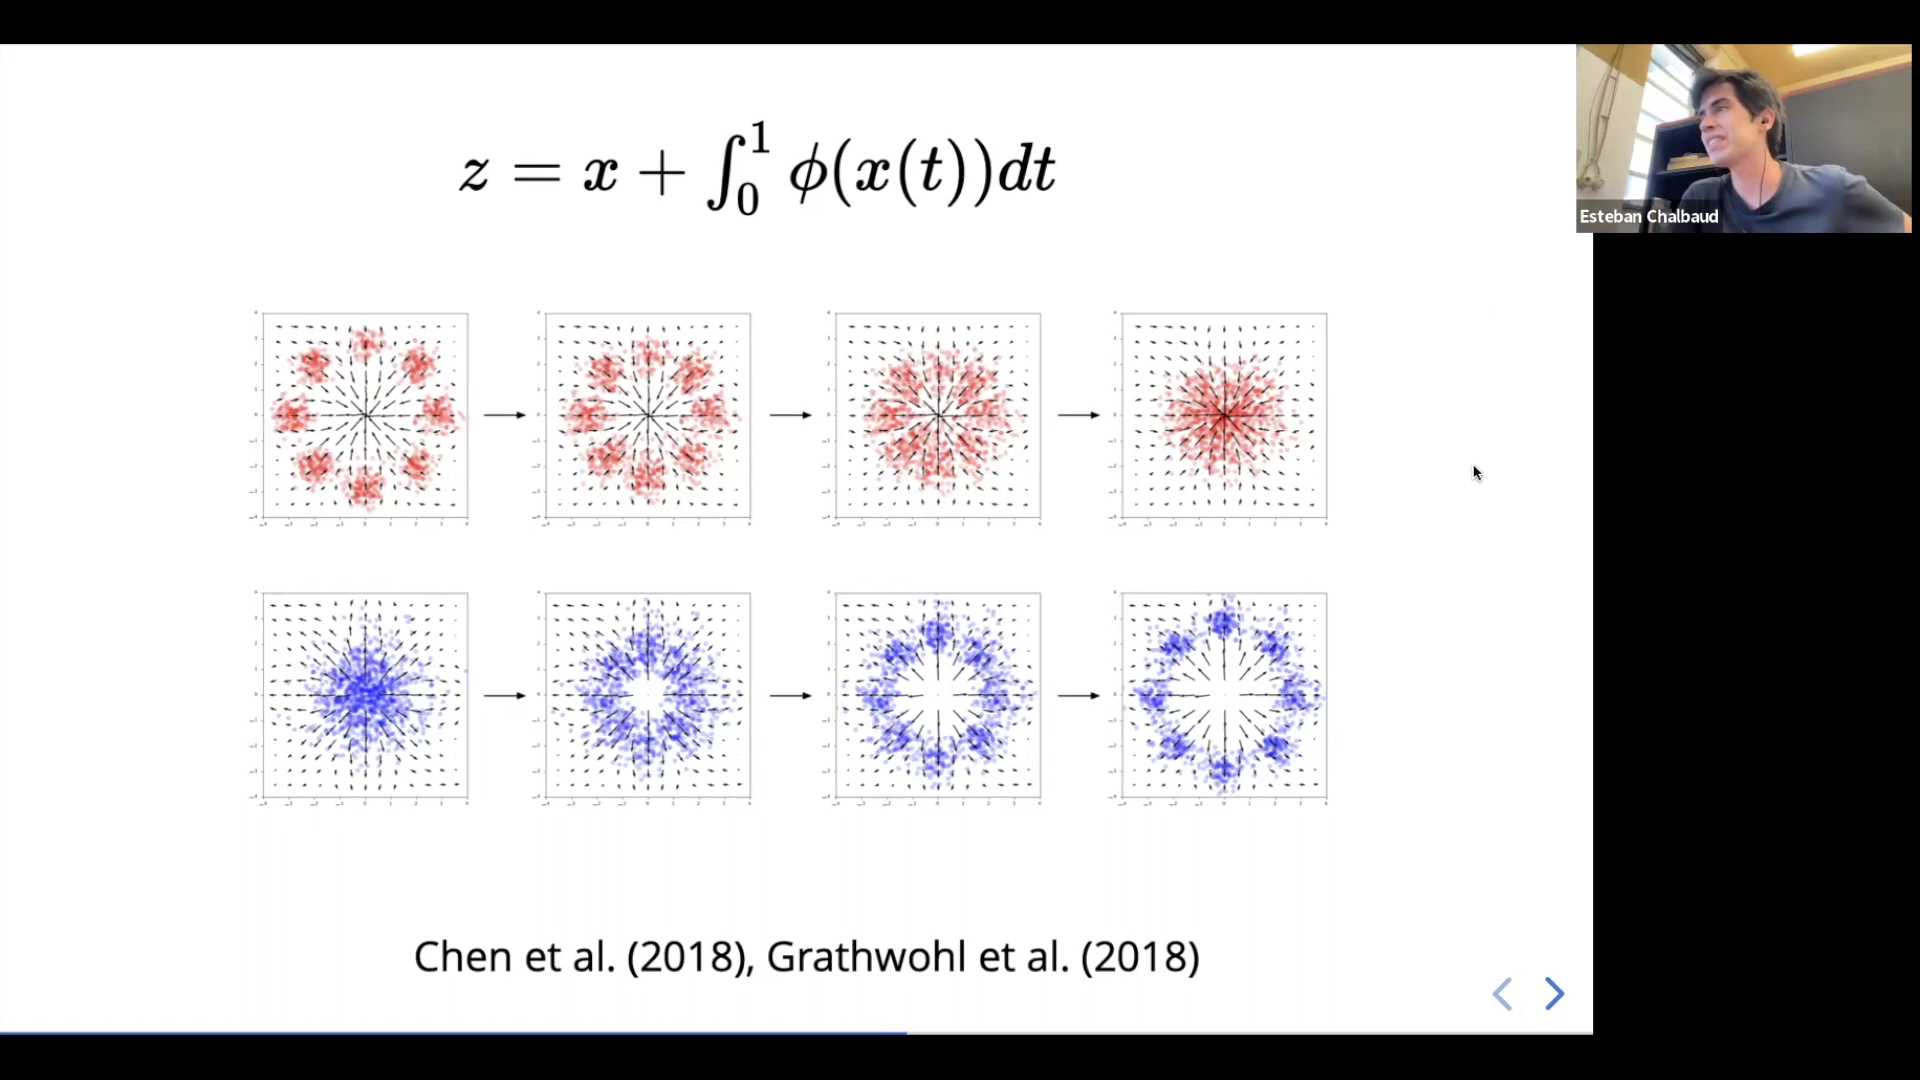 z = x + ∫₀¹ ϕ(x(t))dt
Esteban Chalbaud
Chen et al. (2018), Grathwohl et al. (2018)